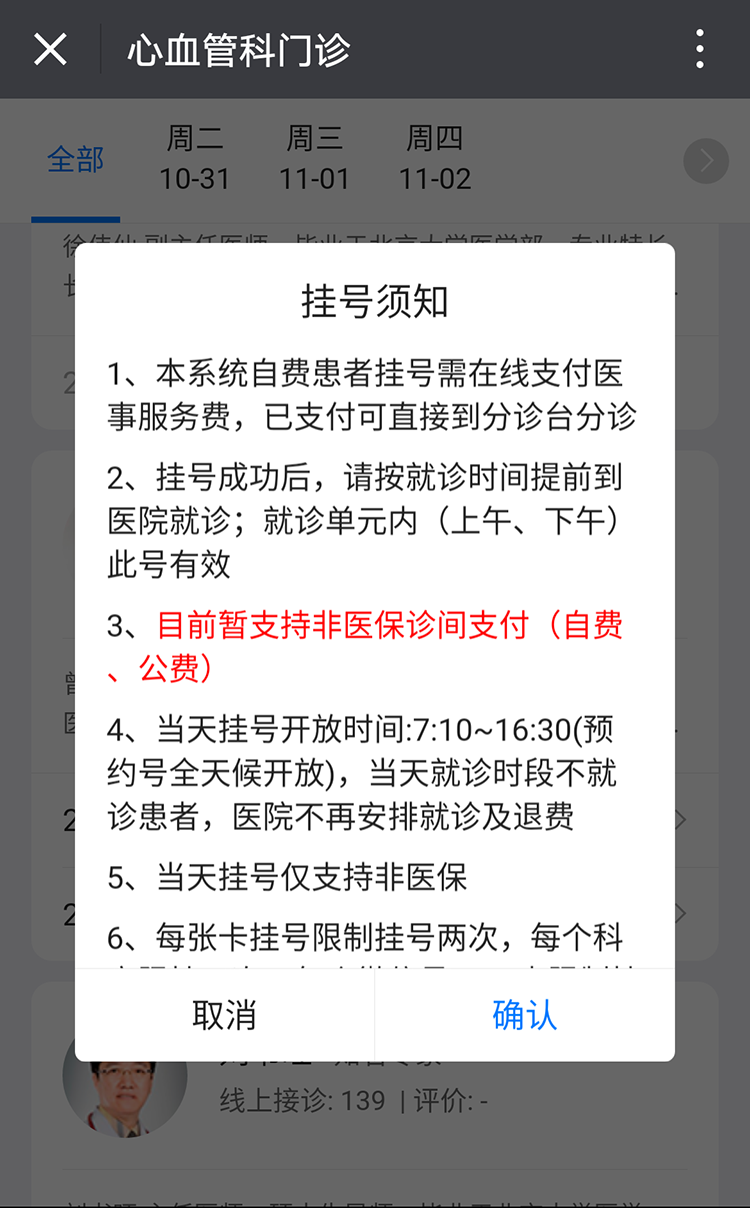 心血管科门诊
全部
周二
10-31
周三
11-01
周四
11-02
挂号须知
1、本系统自费患者挂号需在线支付医
事服务费，已支付可直接到分诊台分诊
2、挂号成功后，请按就诊时间提前到
医院就诊；就诊单元内（上午、下午）
此号有效
3、目前暂支持非医保诊间支付（自费
、公费）
4、当天挂号开放时间:7:10~16:30(预
约号全天候开放)，当天就诊时段不就
诊患者，医院不再安排就诊及退费
5、当天挂号仅支持非医保
6、每张卡挂号限制挂号两次，每个科
取消
确认
线上接诊: 139 | 评价: -